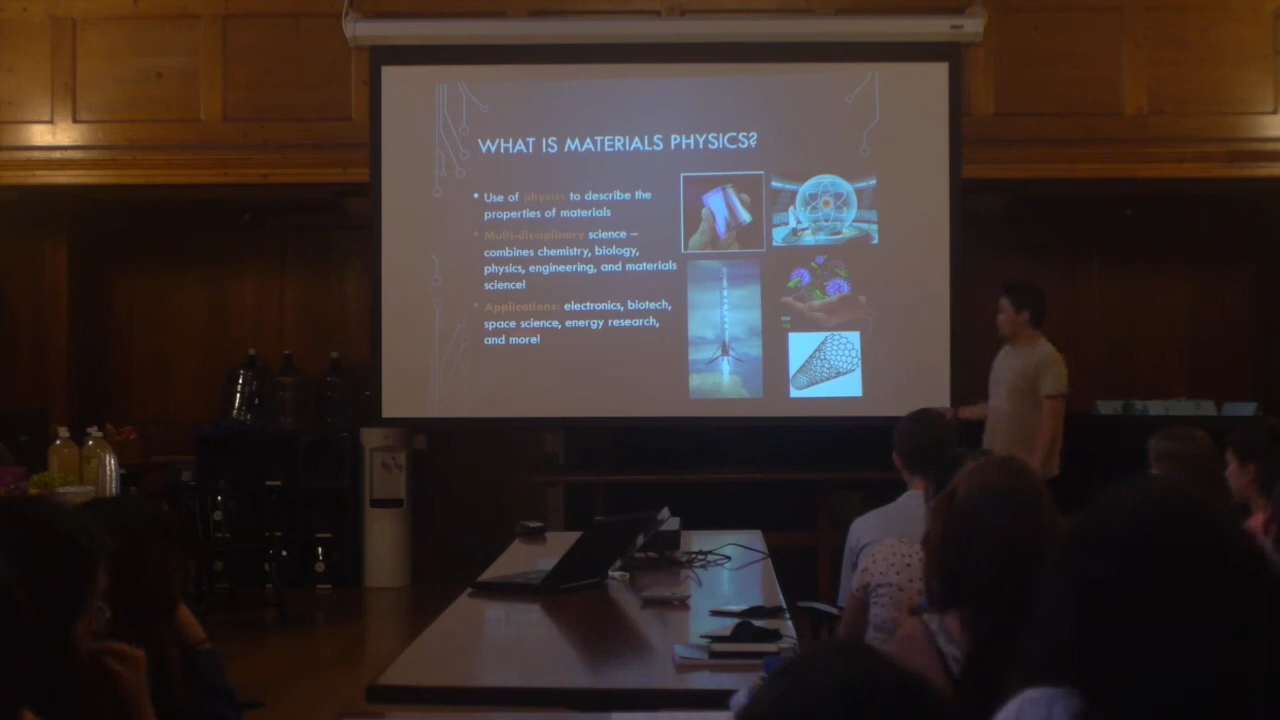 WHAT IS MATERIALS PHYSICS?
• Use of physics to describe the
properties of materials
• Multi-disciplinary science –
combines chemistry, biology,
physics, engineering, and materials
science!
• Applications: electronics, biotech,
space science, energy research,
and more!